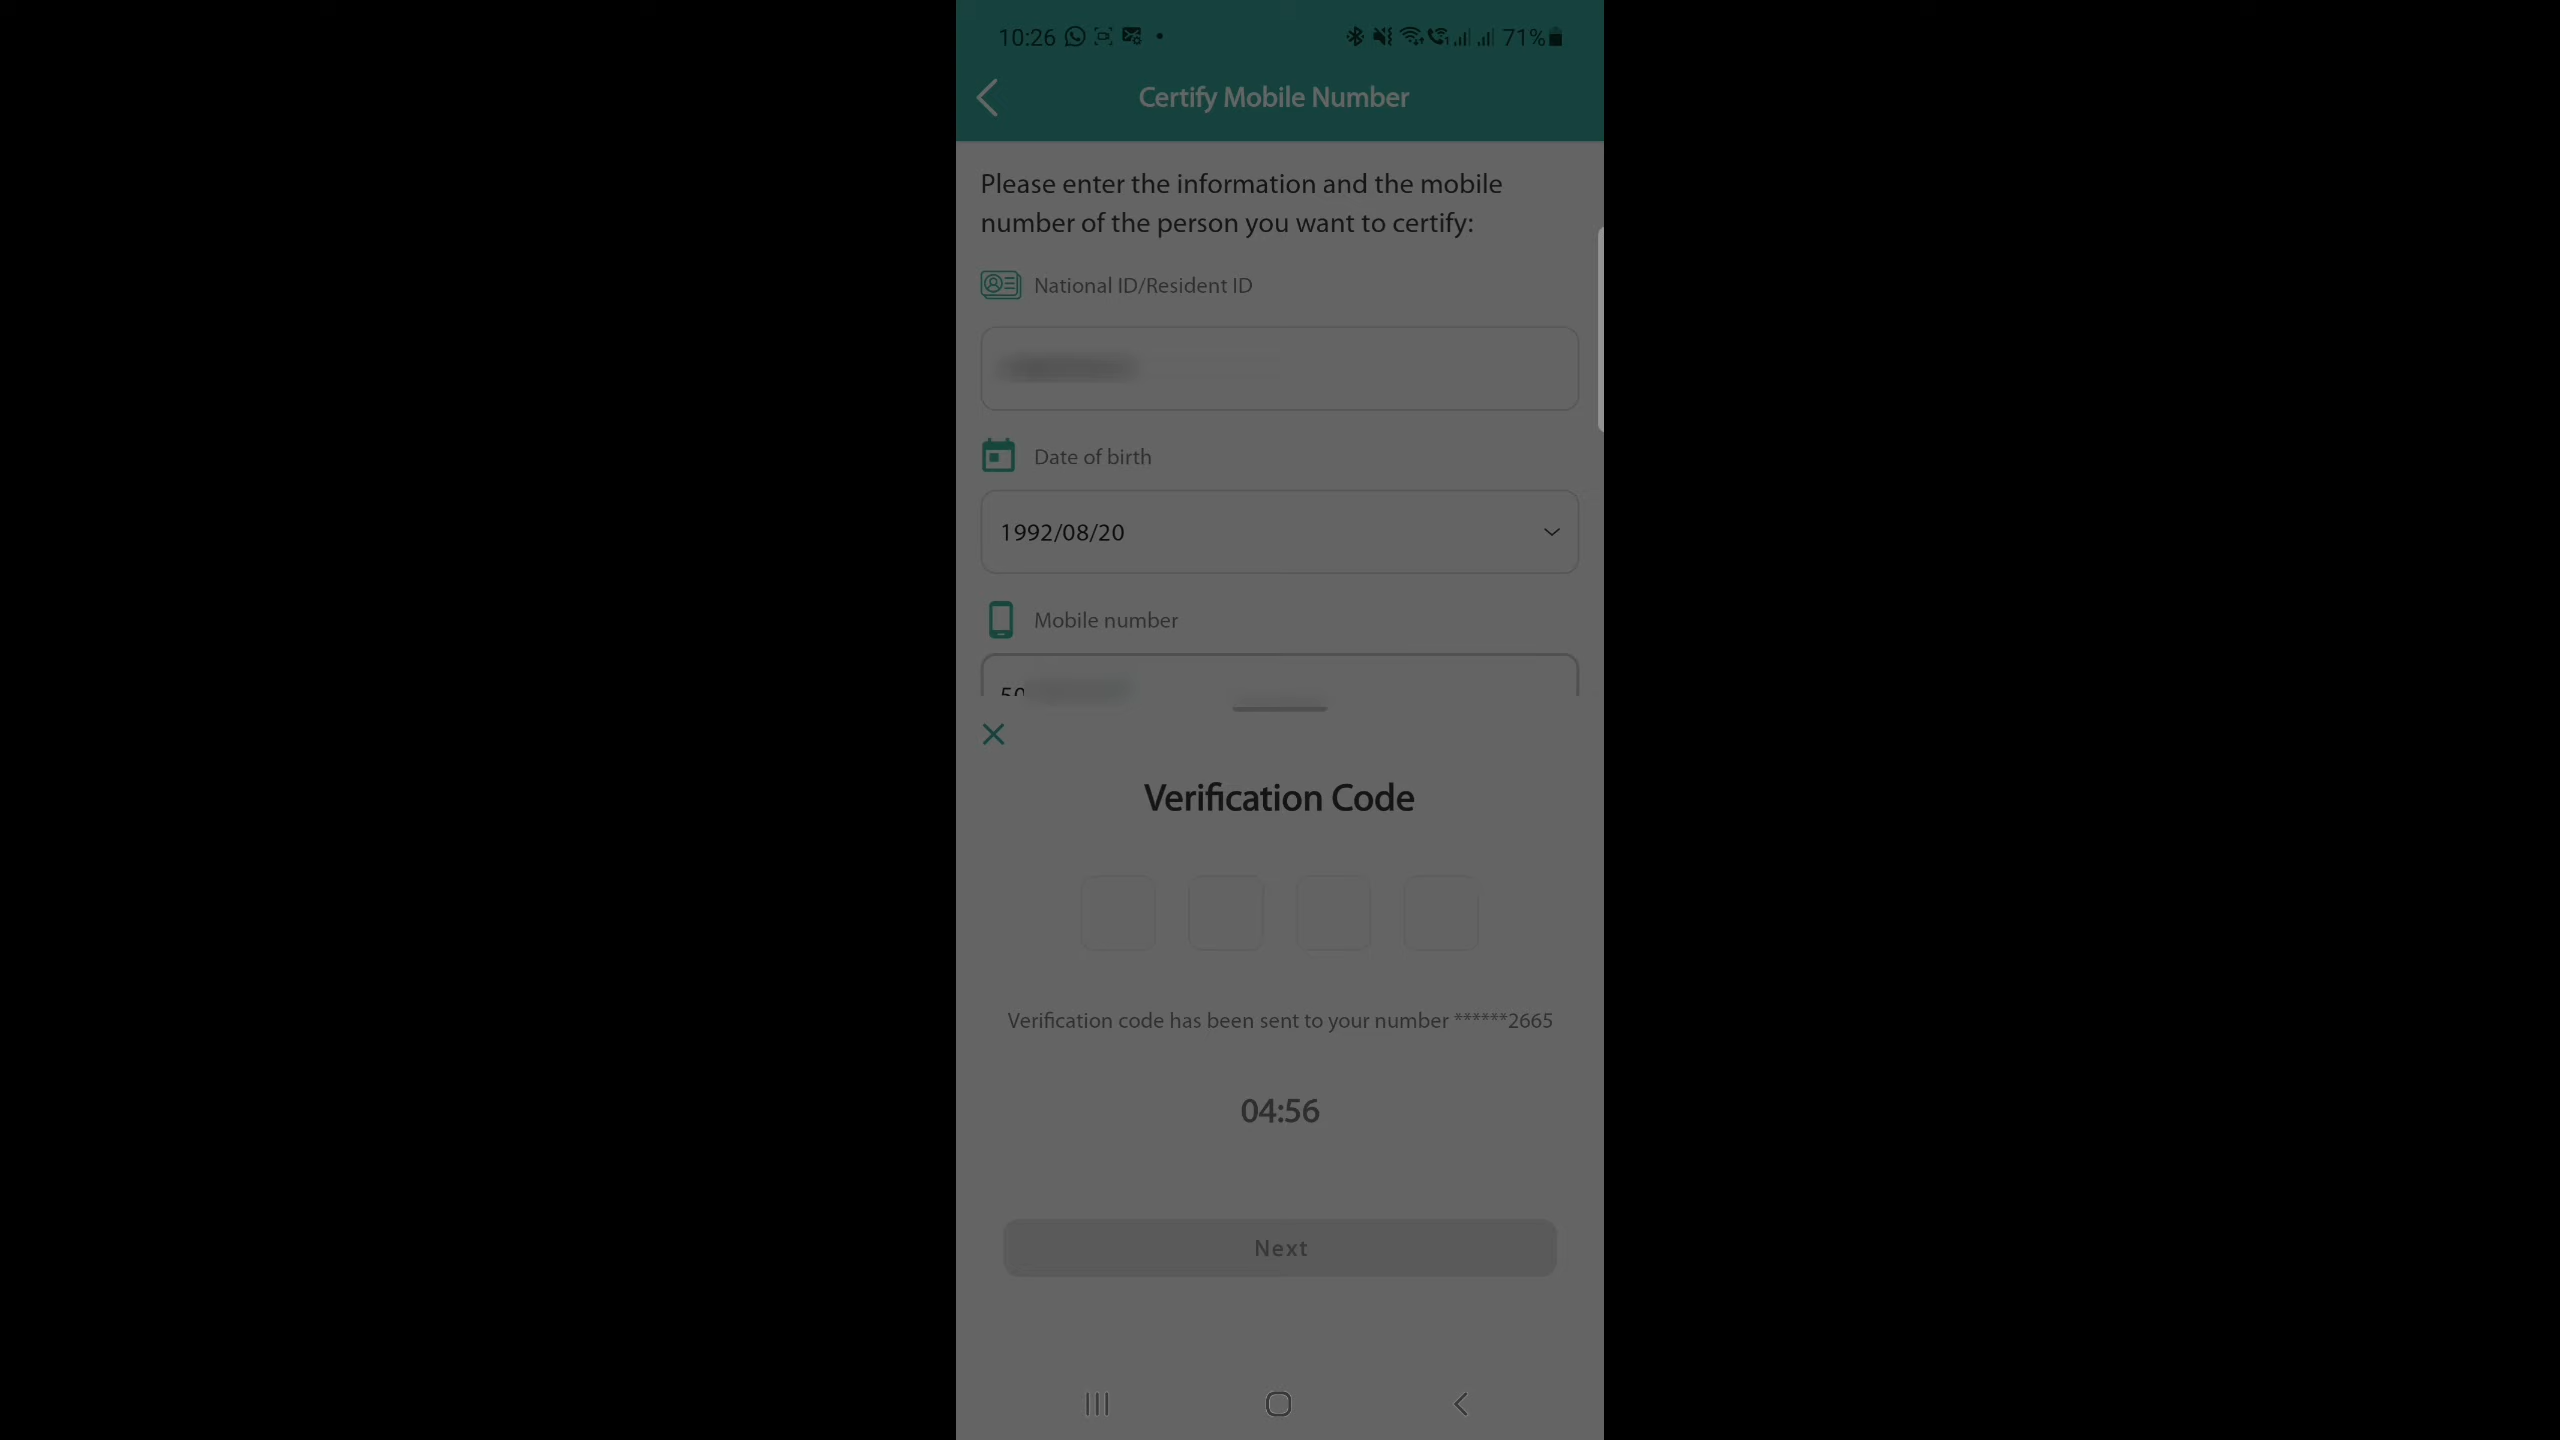 10:26
71%
Certify Mobile Number
Please enter the information and the mobile
number of the person you want to certify:
National ID/Resident ID
Date of birth
1992/08/20
Mobile number
50
Verification Code
Verification code has been sent to your number ******2665
04:56
Next